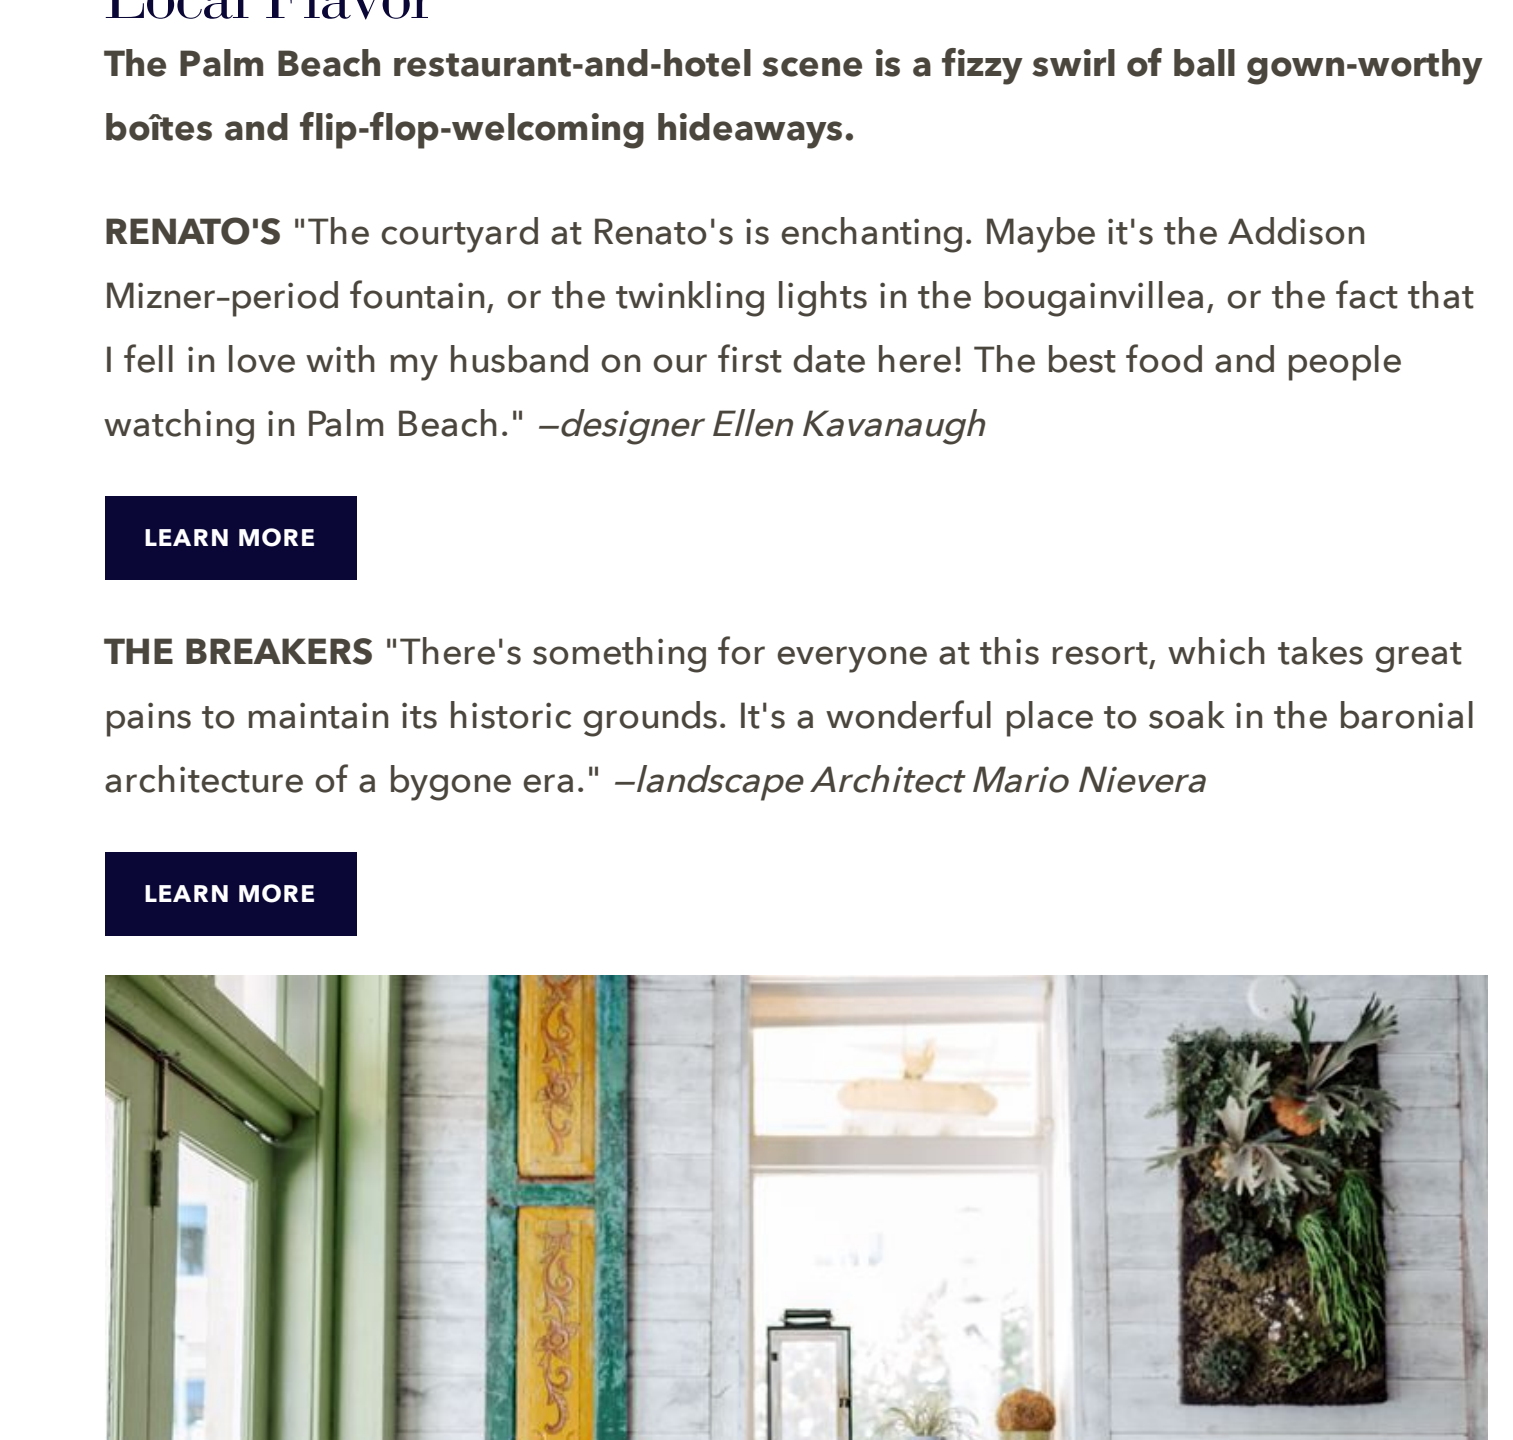 Local Flavor
The Palm Beach restaurant-and-hotel scene is a fizzy swirl of ball gown-worthy
boîtes and flip-flop-welcoming hideaways.
RENATO'S "The courtyard at Renato's is enchanting. Maybe it's the Addison
Mizner–period fountain, or the twinkling lights in the bougainvillea, or the fact that
I fell in love with my husband on our first date here! The best food and people
watching in Palm Beach." —designer Ellen Kavanaugh
LEARN MORE
THE BREAKERS "There's something for everyone at this resort, which takes great
pains to maintain its historic grounds. It's a wonderful place to soak in the baronial
architecture of a bygone era." —landscape Architect Mario Nievera
LEARN MORE